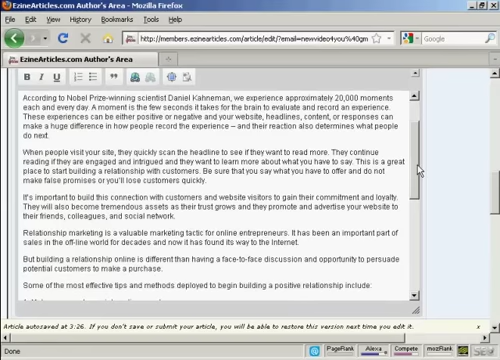 EzineArticles.com Author's Area - Mozilla Firefox
File Edit View History Bookmarks Tools Help
http://members.ezinearticles.com/article/edit/?email=newvideo4you%40gm
Google
EzineArticles.com Author's Area
B I U
According to Nobel Prize-winning scientist Daniel Kahneman, we experience approximately 20,000 moments
each and every day. A moment is the few seconds it takes for the brain to evaluate and record an experience.
These experiences can be either positive or negative and your website, headlines, content, or responses can
make a huge difference in how people record the experience – and their reaction also determines what people
do next.
When people visit your site, they quickly scan the headline to see if they want to read more. They continue
reading if they are engaged and intrigued and they want to learn more about what you have to say. This is a great
place to start building a relationship with customers. Be sure that you say what you have to offer and do not
make false promises or you'll lose customers quickly.
It's important to build this connection with customers and website visitors to gain their commitment and loyalty.
They will also become tremendous assets as their trust grows and they promote and advertise your website to
their friends, colleagues, and social network.
Relationship marketing is a valuable marketing tactic for online entrepreneurs. It has been an important part of
sales in the off-line world for decades and now it has found its way to the Internet.
But building a relationship online is different than having a face-to-face discussion and opportunity to persuade
potential customers to make a purchase.
Some of the most effective tips and methods deployed to begin building a positive relationship include:
Article autosaved at 3:26. If you don't save or submit your article, you will be able to restore this version next time you edit it. x
Done PageRank Alexa Compete mozRank SEO